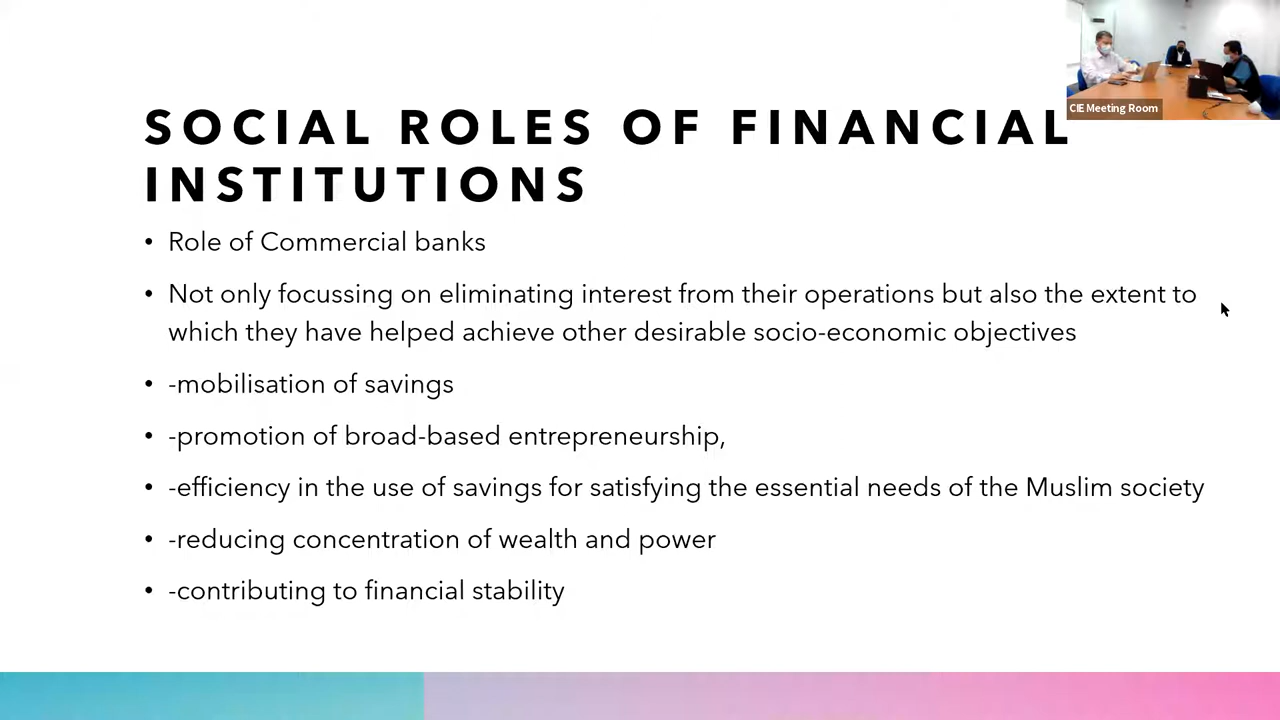 CIE Meeting Room
SOCIAL ROLES OF FINANCIAL
INSTITUTIONS
• Role of Commercial banks
• Not only focussing on eliminating interest from their operations but also the extent to
which they have helped achieve other desirable socio-economic objectives
• -mobilisation of savings
• -promotion of broad-based entrepreneurship,
• -efficiency in the use of savings for satisfying the essential needs of the Muslim society
• -reducing concentration of wealth and power
• -contributing to financial stability